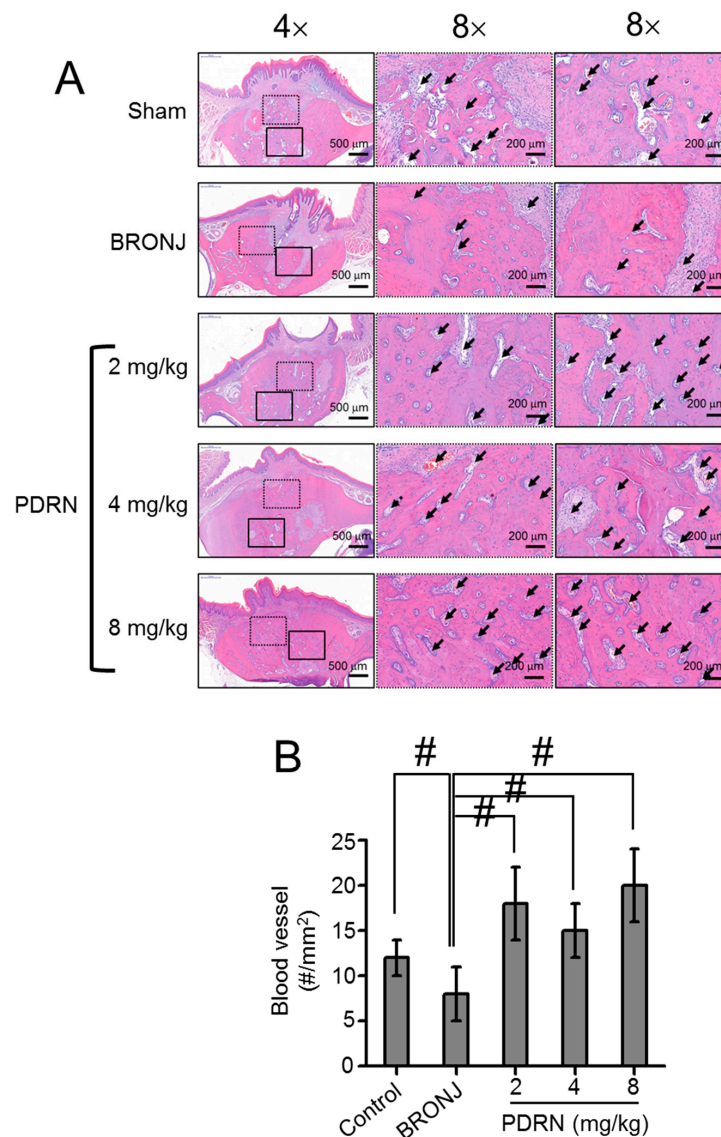 4× 8× 8×
A
Sham
500 µm 200 µm 200 µm
BRONJ
500 µm 200 µm 200 µm
2 mg/kg
500 µm 200 µm 200 µm
PDRN
4 mg/kg
500 µm 200 µm 200 µm
8 mg/kg
500 µm 200 µm 200 µm
B
# #
#
#
25
20
15
10
5
0
Blood vessel
(#/mm²)
Control BRONJ 2 4 8
PDRN (mg/kg)